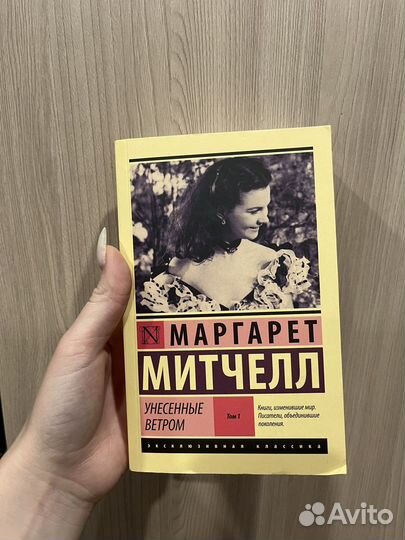 N
МАРГАРЕТ
МИТЧЕЛЛ
УНЕСЕННЫЕ
ВЕТРОМ
Том 1
Книги, изменившие мир.
Писатели, объединившие
поколения.
ЭКСКЛЮЗИВНАЯ КЛАССИКА
Avito